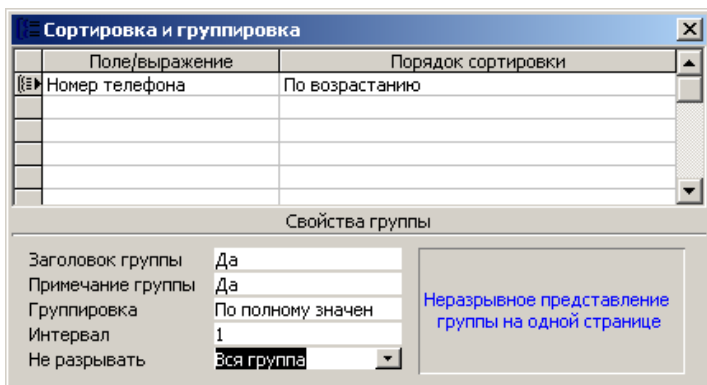 Сортировка и группировка
Поле/выражение Порядок сортировки
Номер телефона По возрастанию
Свойства группы
Заголовок группы Да
Примечание группы Да
Группировка По полному значен
Интервал 1
Не разрывать Вся группа
Неразрывное представление
группы на одной странице